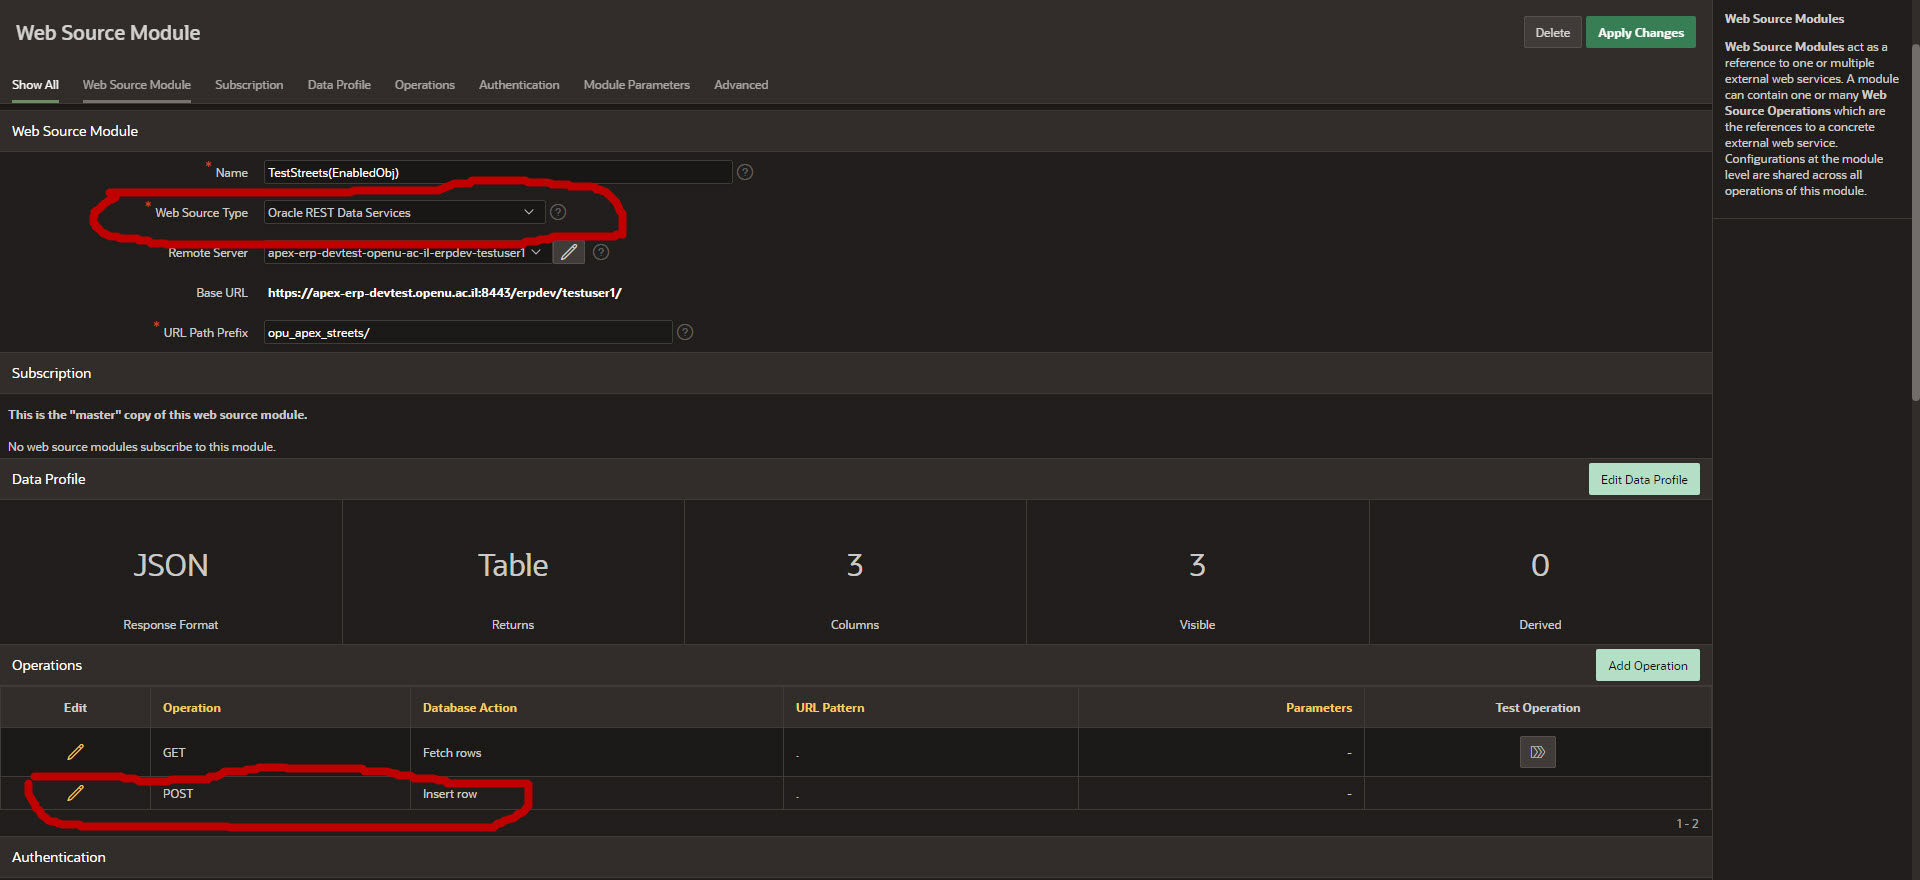 Web Source Module
Delete
Apply Changes
Show All
Web Source Module
Subscription
Data Profile
Operations
Authentication
Module Parameters
Advanced
Web Source Module
* Name
TestStreets(EnabledObj)
* Web Source Type
Oracle REST Data Services
Remote Server
apex-erp-devtest-openu-ac-il-erpdev-testuser1
Base URL
https://apex-erp-devtest.openu.ac.il:8443/erpdev/testuser1/
* URL Path Prefix
opu_apex_streets/
Subscription
This is the "master" copy of this web source module.
No web source modules subscribe to this module.
Data Profile
Edit Data Profile
JSON
Response Format
Table
Returns
3
Columns
3
Visible
0
Derived
Operations
Add Operation
Edit Operation Database Action URL Pattern Parameters Test Operation
GET Fetch rows . -
POST Insert row . -
1 - 2
Authentication
Web Source Modules
Web Source Modules act as a
reference to one or multiple
external web services. A module
can contain one or many Web
Source Operations which are
the references to a concrete
external web service.
Configurations at the module
level are shared across all
operations of this module.